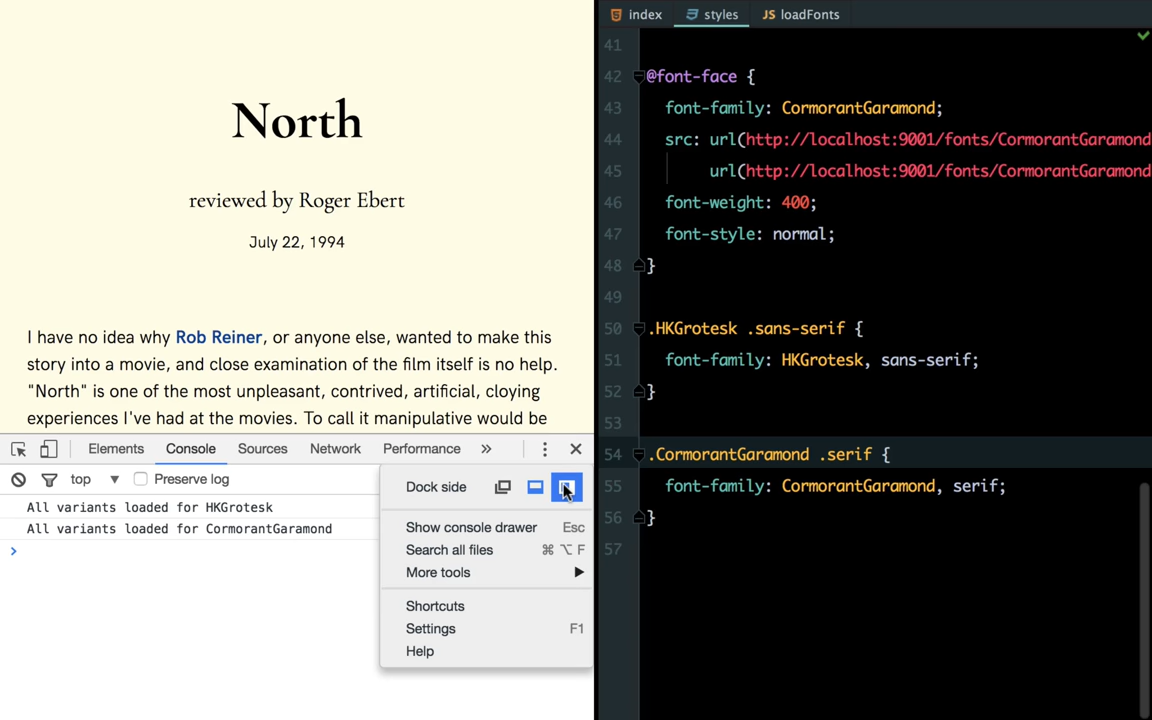 North
reviewed by Roger Ebert
July 22, 1994
I have no idea why Rob Reiner, or anyone else, wanted to make this
story into a movie, and close examination of the film itself is no help.
"North" is one of the most unpleasant, contrived, artificial, cloying
experiences I've had at the movies. To call it manipulative would be
Elements Console Sources Network Performance »
top Preserve log
All variants loaded for HKGrotesk
All variants loaded for CormorantGaramond
>
Dock side
Show console drawer Esc
Search all files ⌘ ⌥ F
More tools
Shortcuts
Settings F1
Help
index styles JS loadFonts
41
42 @font-face {
43 font-family: CormorantGaramond;
44 src: url(http://localhost:9001/fonts/CormorantGaramond
45 url(http://localhost:9001/fonts/CormorantGaramond
46 font-weight: 400;
47 font-style: normal;
48 }
49
50 .HKGrotesk .sans-serif {
51 font-family: HKGrotesk, sans-serif;
52 }
53
54 .CormorantGaramond .serif {
55 font-family: CormorantGaramond, serif;
56 }
57